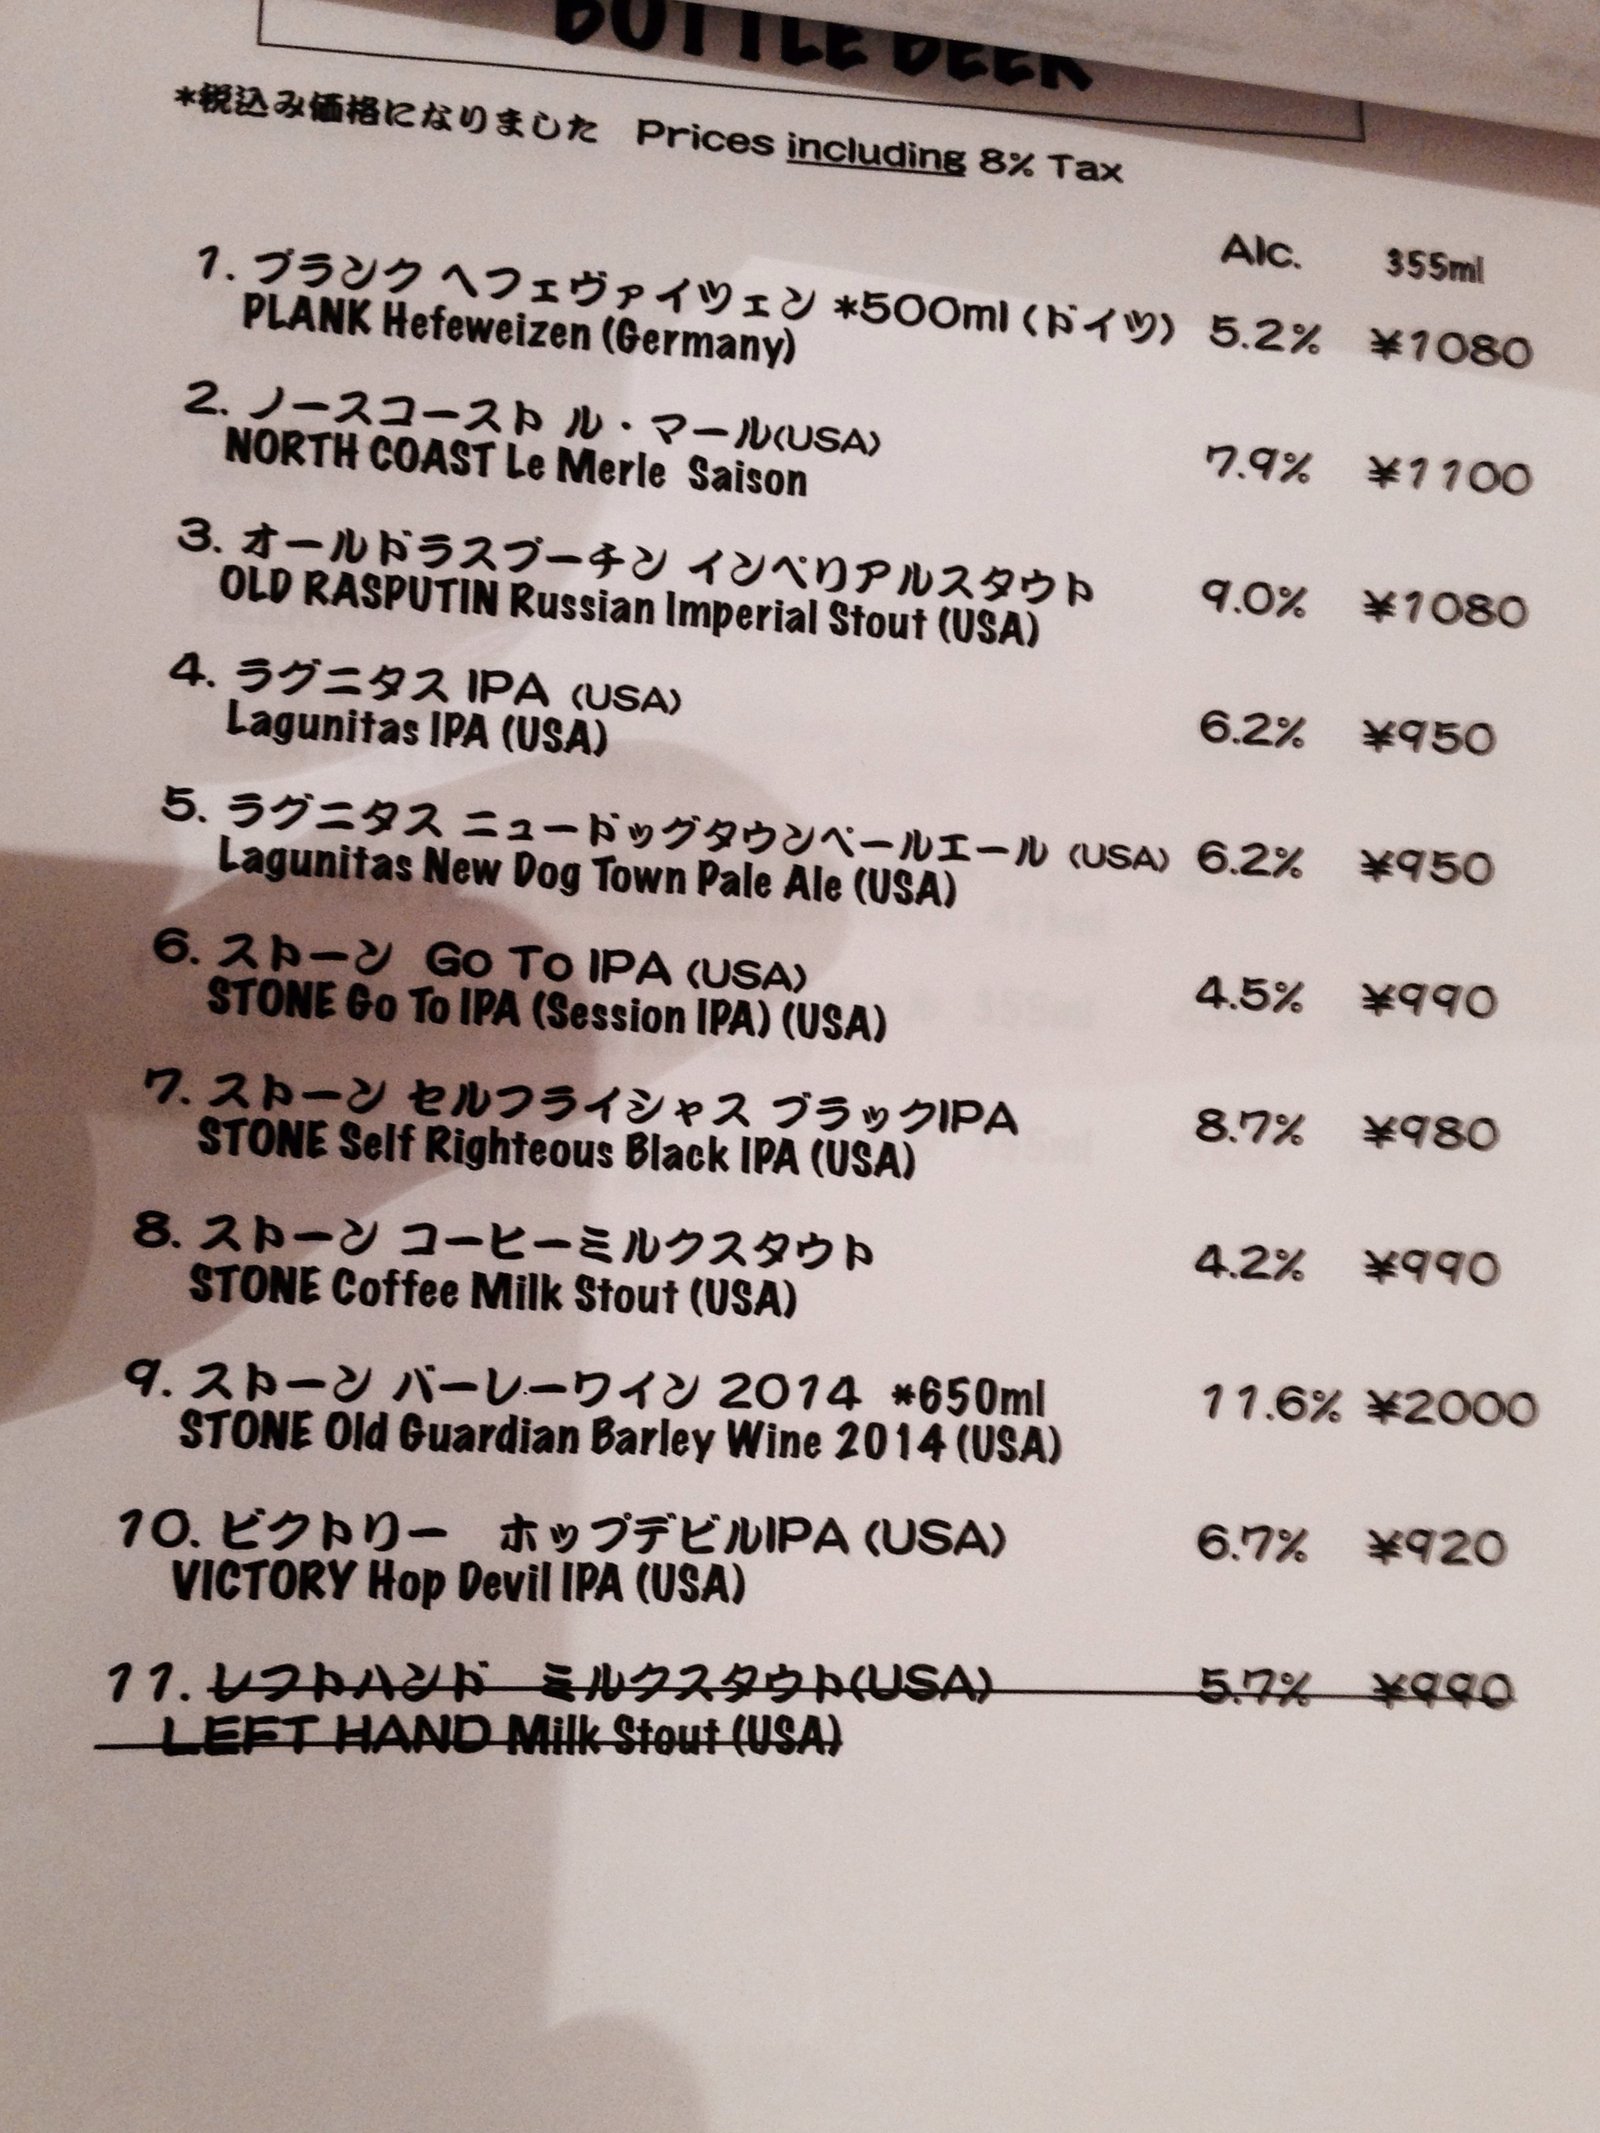 BOTTLE BEER
*税込み価格になりました Prices including 8% Tax
Alc. 355ml
1. プランク ヘフェヴァイツェン *500ml (ドイツ) 5.2% ¥1080
PLANK Hefeweizen (Germany)
2. ノースコースト ル・マール(USA)
NORTH COAST Le Merle Saison 7.9% ¥1100
3. オールドラスプーチン インペリアルスタウト
OLD RASPUTIN Russian Imperial Stout (USA) 9.0% ¥1080
4. ラグニタス IPA (USA)
Lagunitas IPA (USA) 6.2% ¥950
5. ラグニタス ニュードッグタウンペールエール (USA) 6.2% ¥950
Lagunitas New Dog Town Pale Ale (USA)
6. ストーン Go To IPA (USA) 4.5% ¥990
STONE Go To IPA (Session IPA) (USA)
7. ストーン セルフライシャス ブラックIPA 8.7% ¥980
STONE Self Righteous Black IPA (USA)
8. ストーン コーヒーミルクスタウト 4.2% ¥990
STONE Coffee Milk Stout (USA)
9. ストーン バーレーワイン 2014 *650ml 11.6% ¥2000
STONE Old Guardian Barley Wine 2014 (USA)
10. ビクトリー ホップデビルIPA (USA) 6.7% ¥920
VICTORY Hop Devil IPA (USA)
11. レフトハンド ミルクスタウト(USA) 5.7% ¥990
LEFT HAND Milk Stout (USA)